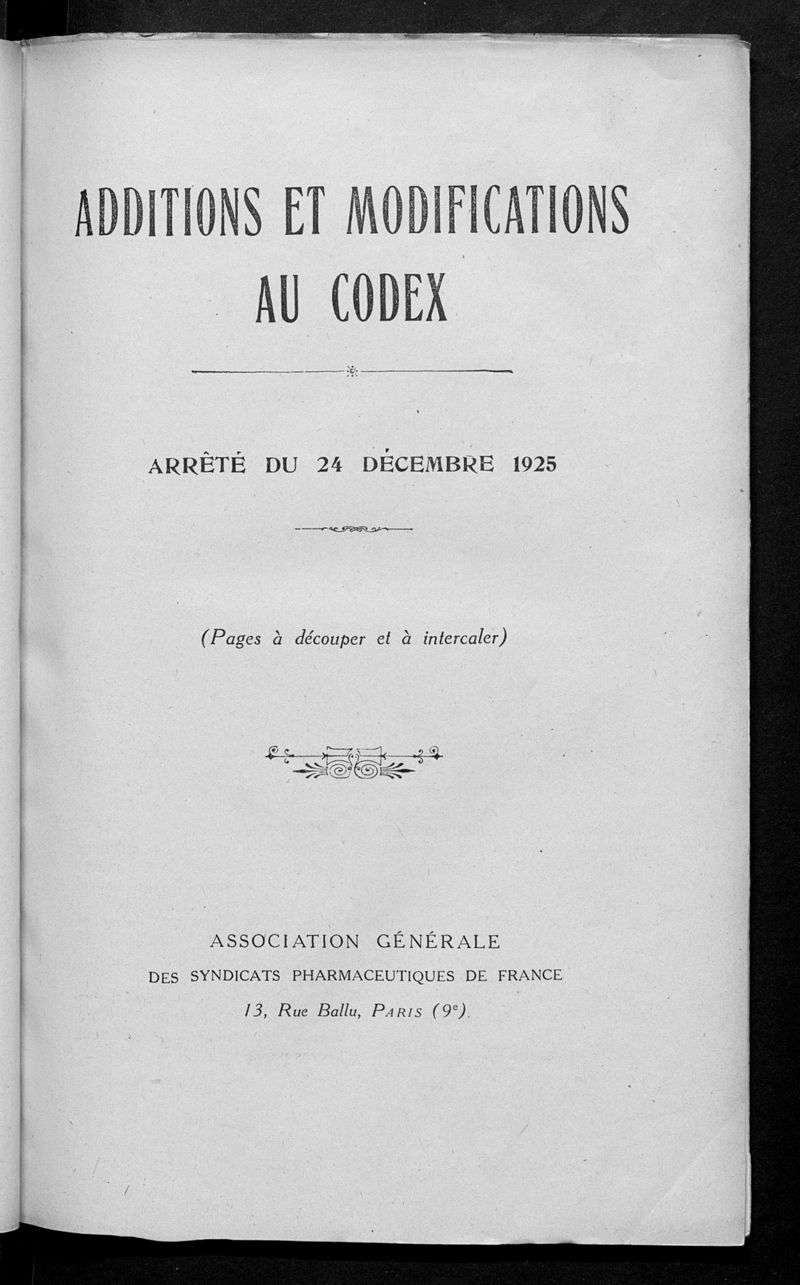 ADDITIONS ET MODIFICATIONS
AU CODEX
ARRÊTÉ DU 24 DÉCEMBRE 1925
(Pages à découper et à intercaler)
ASSOCIATION GÉNÉRALE
DES SYNDICATS PHARMACEUTIQUES DE FRANCE
13, Rue Ballu, PARIS (9e).